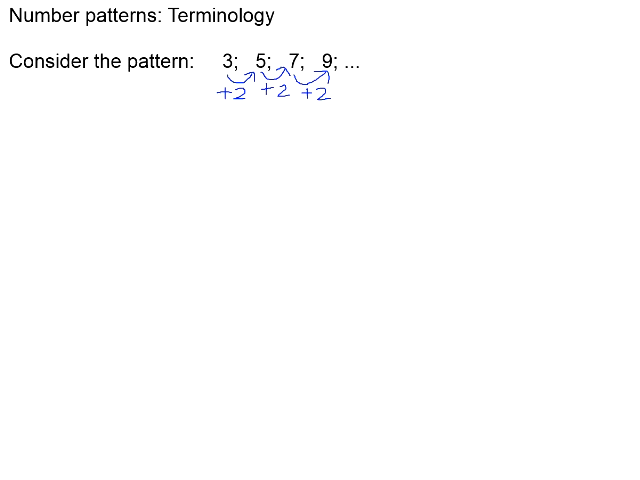 Number patterns: Terminology
Consider the pattern: 3; 5; 7; 9; ...
+2 +2 +2